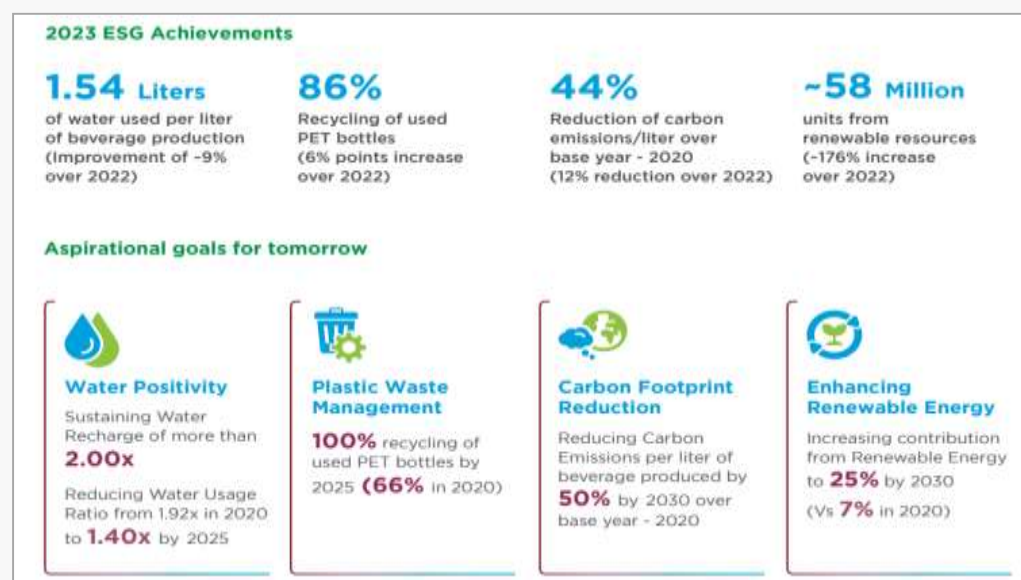 2023 ESG Achievements
1.54 Liters
of water used per liter
of beverage production
(Improvement of ~9%
over 2022)
86%
Recycling of used
PET bottles
(6% points increase
over 2022)
44%
Reduction of carbon
emissions/liter over
base year - 2020
(12% reduction over 2022)
~58 Million
units from
renewable resources
(~176% increase
over 2022)
Aspirational goals for tomorrow
Water Positivity
Sustaining Water
Recharge of more than
2.00x
Reducing Water Usage
Ratio from 1.92x in 2020
to 1.40x by 2025
Plastic Waste
Management
100% recycling of
used PET bottles by
2025 (66% in 2020)
Carbon Footprint
Reduction
Reducing Carbon
Emissions per liter of
beverage produced by
50% by 2030 over
base year - 2020
Enhancing
Renewable Energy
Increasing contribution
from Renewable Energy
to 25% by 2030
(Vs 7% in 2020)